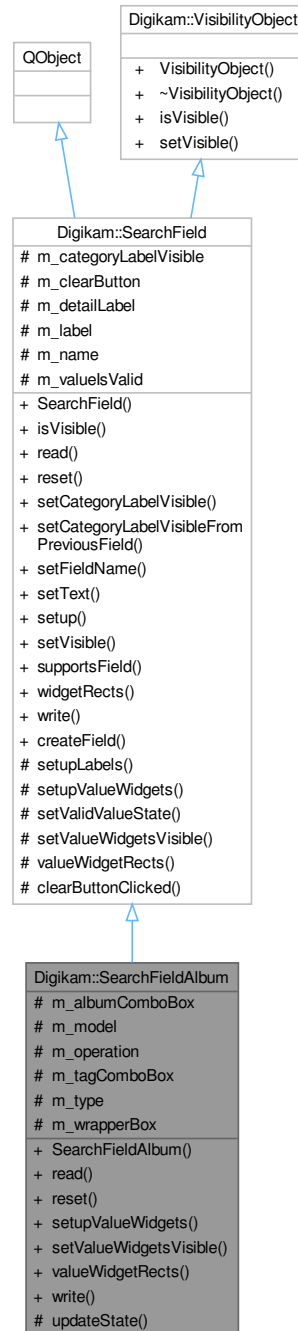 Digikam::VisibilityObject
+ VisibilityObject()
+ ~VisibilityObject()
+ isVisible()
+ setVisible()
QObject
Digikam::SearchField
# m_categoryLabelVisible
# m_clearButton
# m_detailLabel
# m_label
# m_name
# m_valueIsValid
+ SearchField()
+ isVisible()
+ read()
+ reset()
+ setCategoryLabelVisible()
+ setCategoryLabelVisibleFrom
PreviousField()
+ setFieldName()
+ setText()
+ setup()
+ setVisible()
+ supportsField()
+ widgetRects()
+ write()
+ createField()
# setupLabels()
# setupValueWidgets()
# setValidValueState()
# setValueWidgetsVisible()
# valueWidgetRects()
# clearButtonClicked()
Digikam::SearchFieldAlbum
# m_albumComboBox
# m_model
# m_operation
# m_tagComboBox
# m_type
# m_wrapperBox
+ SearchFieldAlbum()
+ read()
+ reset()
+ setupValueWidgets()
+ setValueWidgetsVisible()
+ valueWidgetRects()
+ write()
# updateState()